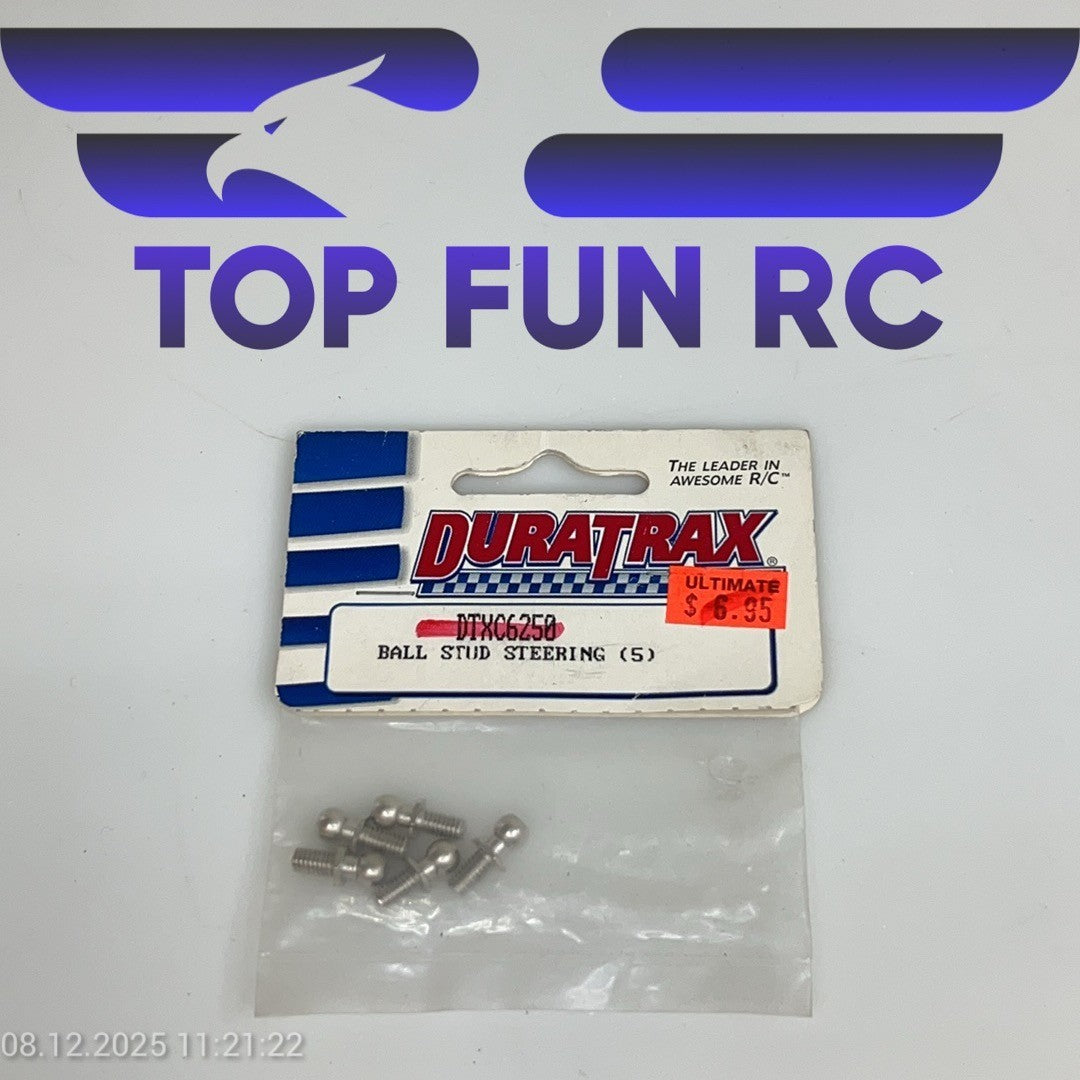 TOP FUN RC
THE LEADER IN
AWESOME R/C™
DURATRAX®
ULTIMATE
$ 6.95
DTXC6250
BALL STUD STEERING (5)
08.12.2025 11:21:22